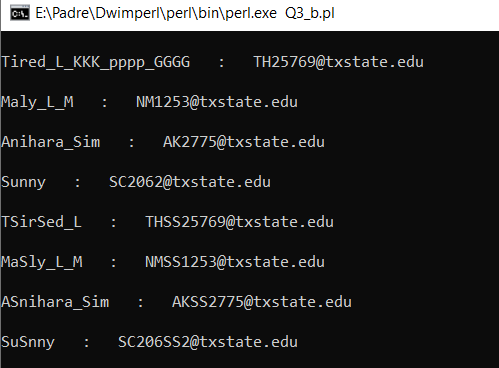 E:\Padre\Dwimperl\perl\bin\perl.exe Q3_b.pl
Tired_L_KKK_pppp_GGGG : TH25769@txstate.edu
Maly_L_M : NM1253@txstate.edu
Anihara_Sim : AK2775@txstate.edu
Sunny : SC2062@txstate.edu
TSirSed_L : THSS25769@txstate.edu
MaSly_L_M : NMSS1253@txstate.edu
ASnihara_Sim : AKSS2775@txstate.edu
SuSnny : SC206SS2@txstate.edu